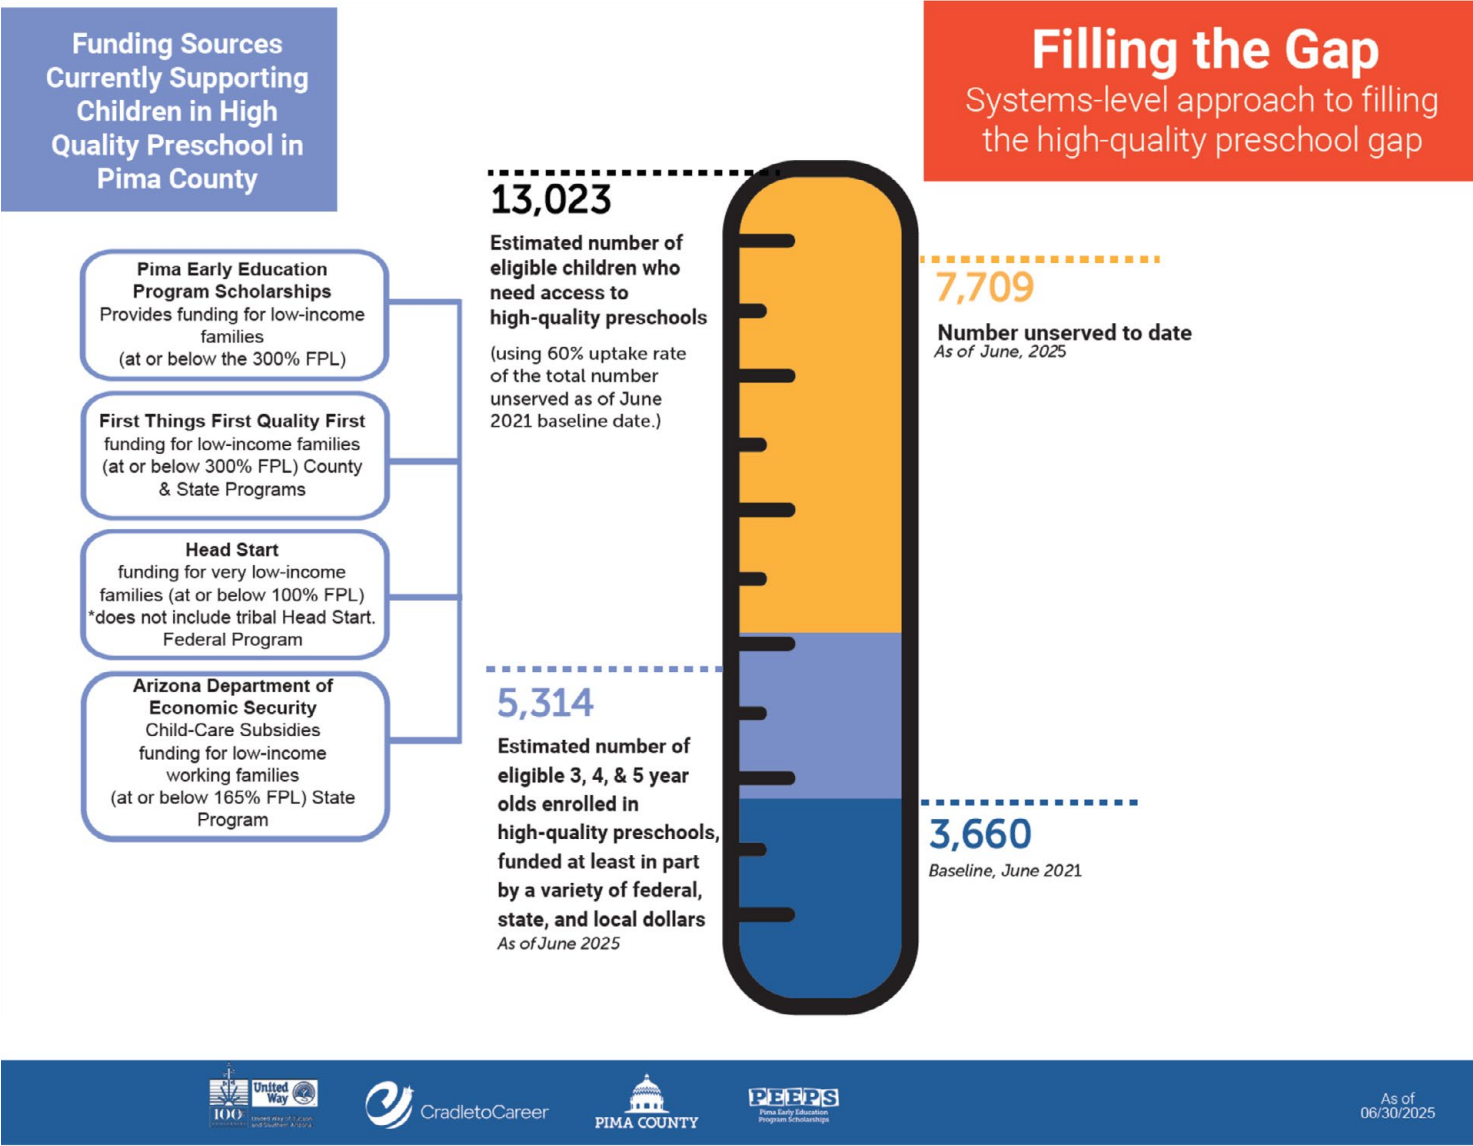 Funding Sources
Currently Supporting
Children in High
Quality Preschool in
Pima County
Filling the Gap
Systems-level approach to filling
the high-quality preschool gap
Pima Early Education
Program Scholarships
Provides funding for low-income
families
(at or below the 300% FPL)
First Things First Quality First
funding for low-income families
(at or below 300% FPL) County
& State Programs
Head Start
funding for very low-income
families (at or below 100% FPL)
*does not include tribal Head Start.
Federal Program
Arizona Department of
Economic Security
Child-Care Subsidies
funding for low-income
working families
(at or below 165% FPL) State
Program
13,023
Estimated number of
eligible children who
need access to
high-quality preschools
(using 60% uptake rate
of the total number
unserved as of June
2021 baseline date.)
5,314
Estimated number of
eligible 3, 4, & 5 year
olds enrolled in
high-quality preschools,
funded at least in part
by a variety of federal,
state, and local dollars
As of June 2025
7,709
Number unserved to date
As of June, 2025
3,660
Baseline, June 2021
100
United
Way
United Way of Tucson
and Southern Arizona
CradletoCareer
PIMA COUNTY
PEEPS
Pima Early Education
Program Scholarships
As of
06/30/2025